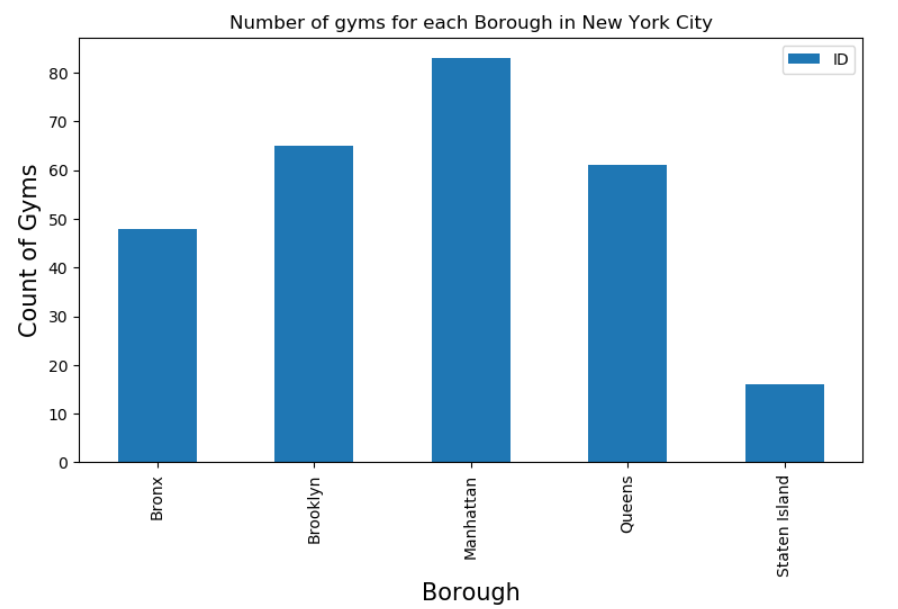 Number of gyms for each Borough in New York City
ID
Count of Gyms
80
70
60
50
40
30
20
10
0
Bronx
Brooklyn
Manhattan
Queens
Staten Island
Borough